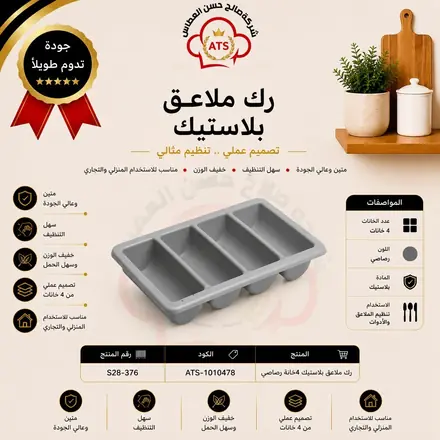 شركة صالح حسن العطاس
ATS
جودة
تدوم طويلاً
رك ملاعق
بلاستيك
تصميم عملي .. تنظيم مثالي
متين وعالي الجودة • سهل التنظيف • خفيف الوزن • مناسب للاستخدام المنزلي والتجاري
متين
وعالي الجودة
سهل
التنظيف
خفيف الوزن
وسهل الحمل
تصميم عملي
من 4 خانات
مناسب للاستخدام
المنزلي والتجاري
المواصفات
عدد الخانات
4 خانات
اللون
رصاصي
المادة
بلاستيك
الاستخدام
تنظيم الملاعق
والأدوات
المنتج
الكود
رقم المنتج
رك ملاعق بلاستيك 4خانة رصاصي
ATS-1010478
S28-376
مناسب للاستخدام
المنزلي والتجاري
تصميم عملي
من 4 خانات
خفيف الوزن
وسهل الحمل
سهل
التنظيف
متين
وعالي الجودة